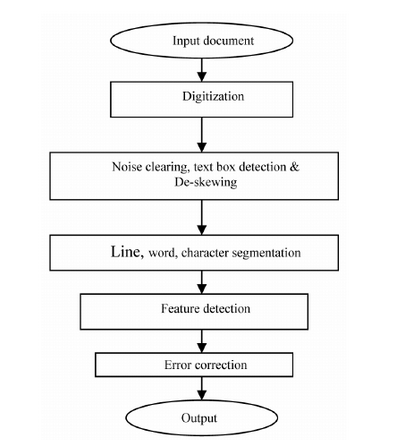 Input document
Digitization
Noise clearing, text box detection &
De-skewing
Line, word, character segmentation
Feature detection
Error correction
Output